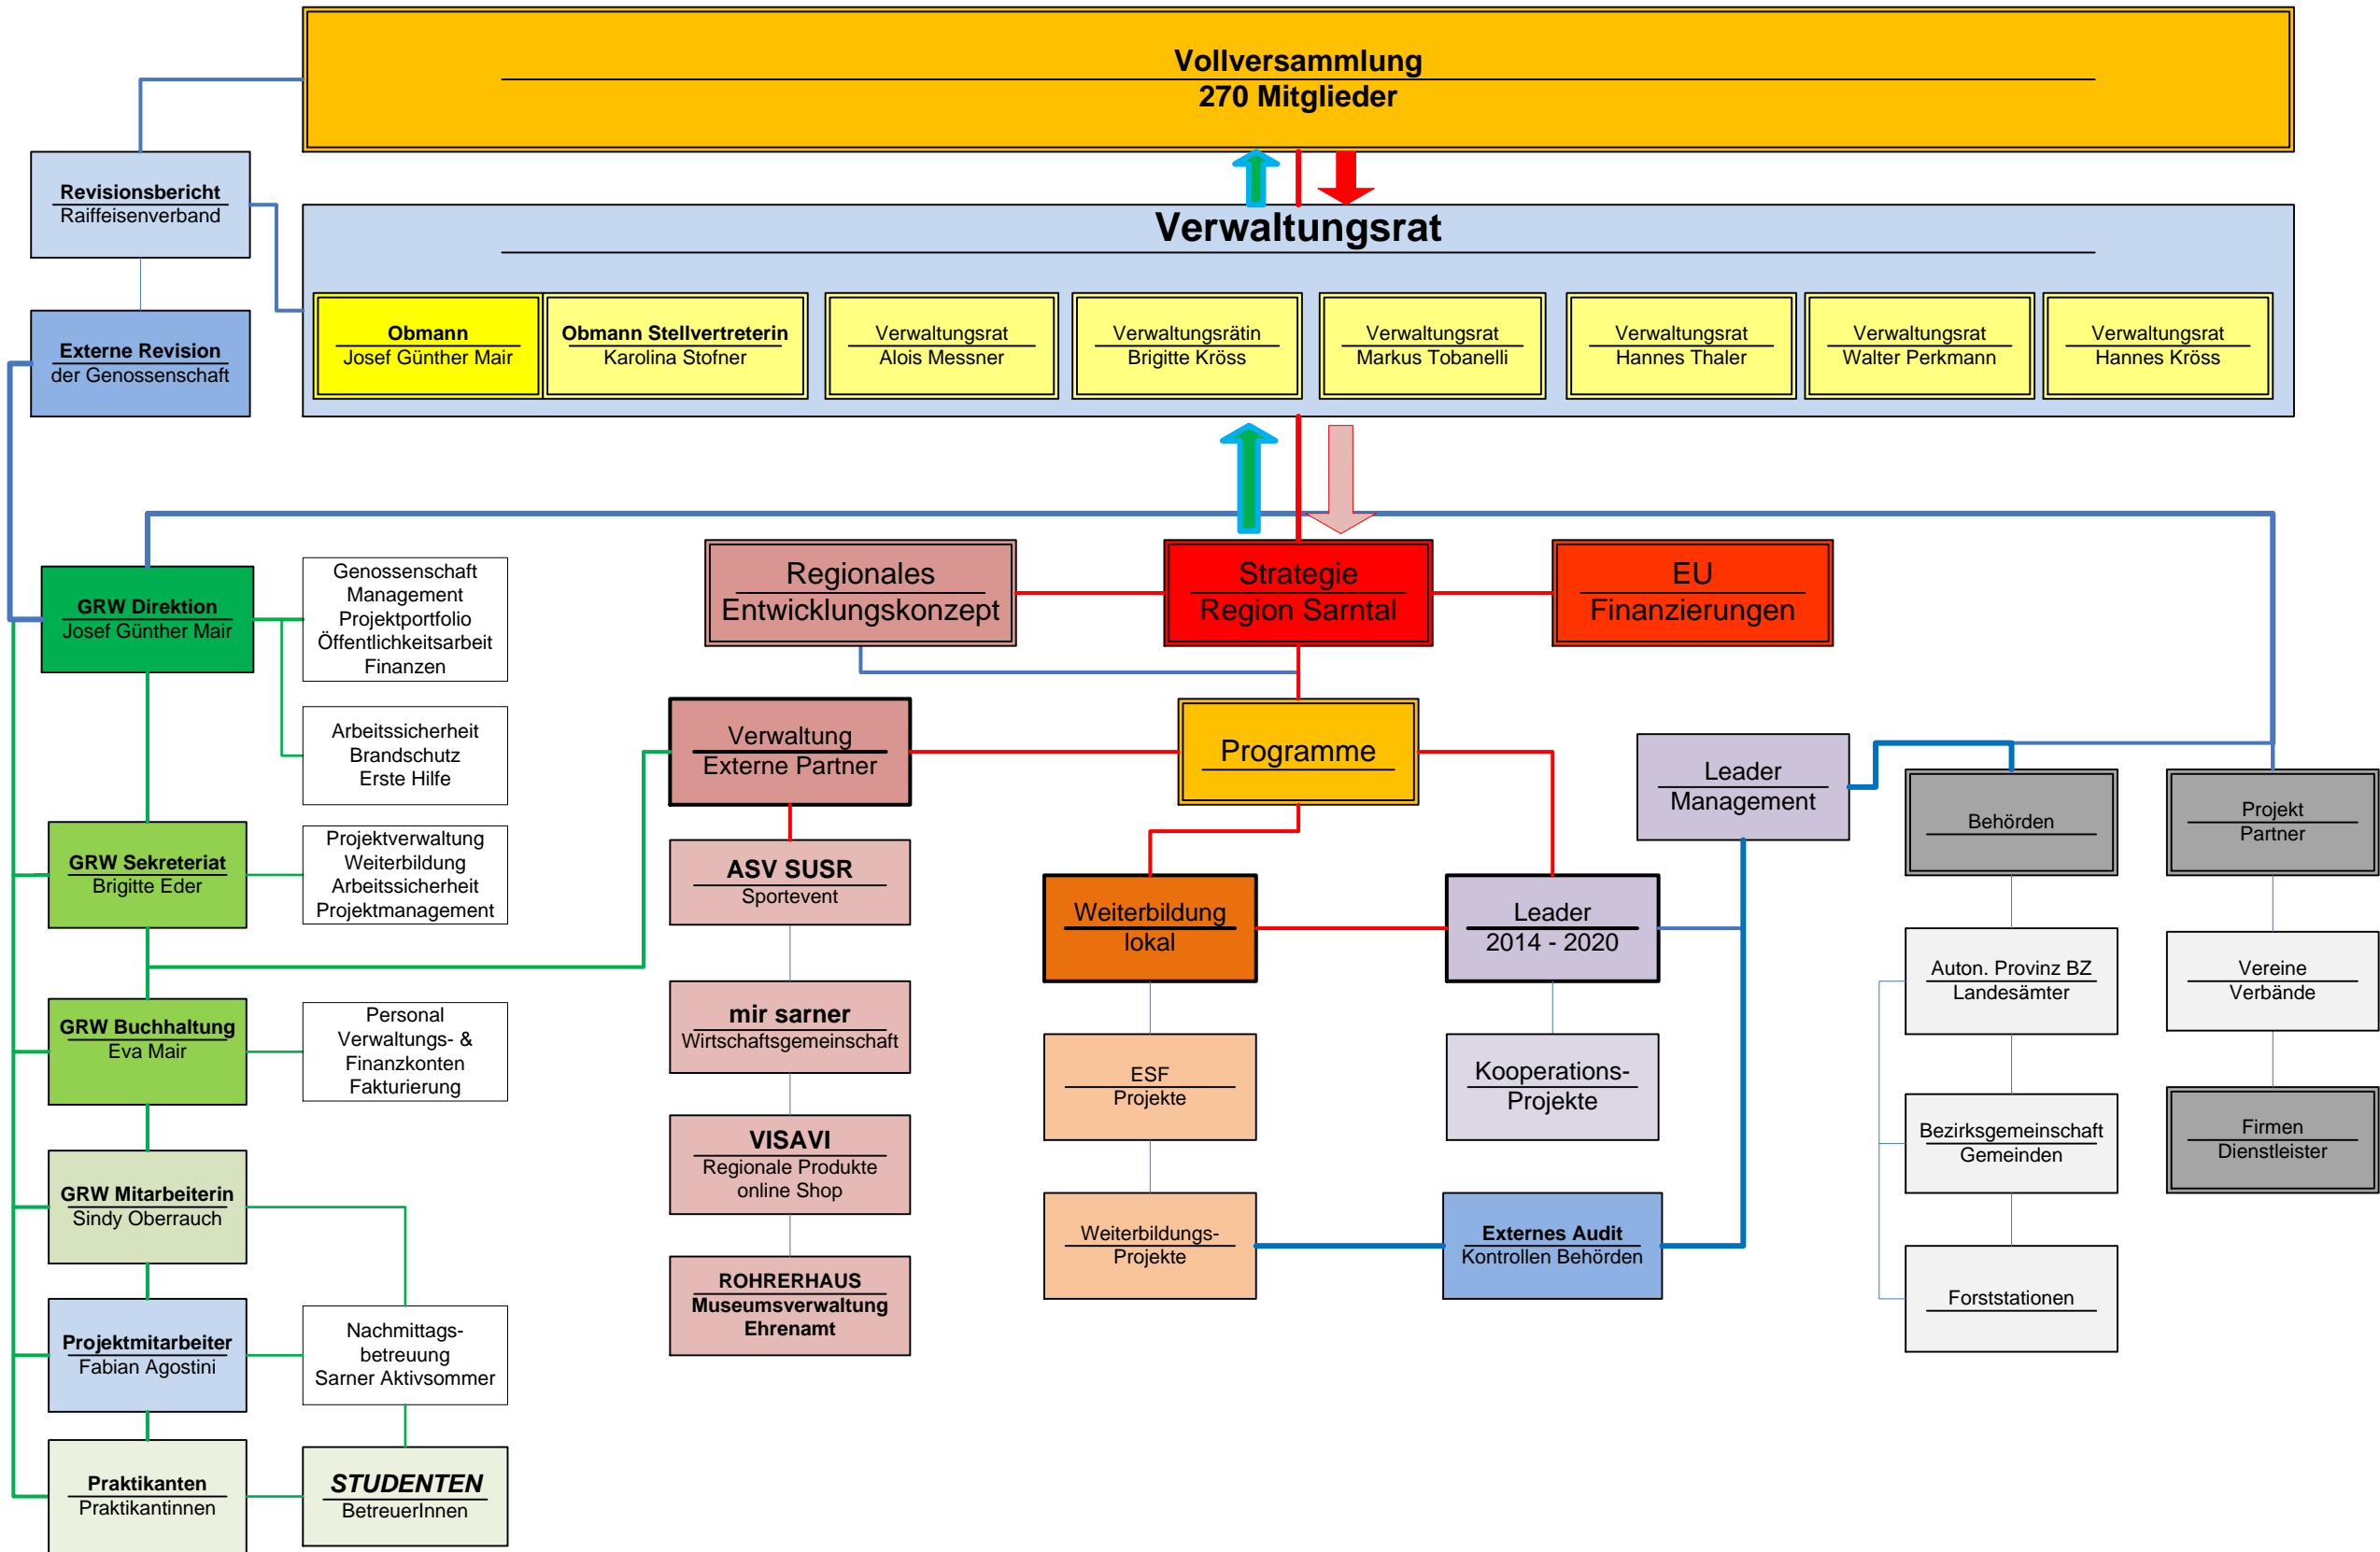 Vollversammlung
270 Mitglieder
Revisionsbericht
Raiffeisenverband
Externe Revision
der Genossenschaft
Verwaltungsrat
Obmann
Josef Günther Mair
Obmann Stellvertreterin
Karolina Stofner
Verwaltungsrat
Alois Messner
Verwaltungsrätin
Brigitte Kröss
Verwaltungsrat
Markus Tobanelli
Verwaltungsrat
Hannes Thaler
Verwaltungsrat
Walter Perkmann
Verwaltungsrat
Hannes Kröss
GRW Direktion
Josef Günther Mair
Genossenschaft
Management
Projektportfolio
Öffentlichkeitsarbeit
Finanzen
Arbeitssicherheit
Brandschutz
Erste Hilfe
GRW Sekreteriat
Brigitte Eder
Projektverwaltung
Weiterbildung
Arbeitssicherheit
Projektmanagement
GRW Buchhaltung
Eva Mair
Personal
Verwaltungs- &
Finanzkonten
Fakturierung
GRW Mitarbeiterin
Sindy Oberrauch
Projektmitarbeiter
Fabian Agostini
Nachmittags-
betreuung
Sarner Aktivsommer
Praktikanten
Praktikantinnen
STUDENTEN
BetreuerInnen
Regionales
Entwicklungskonzept
Strategie
Region Sarntal
EU
Finanzierungen
Verwaltung
Externe Partner
Programme
ASV SUSR
Sportevent
mir sarner
Wirtschaftsgemeinschaft
VISAVI
Regionale Produkte
online Shop
ROHRERHAUS
Museumsverwaltung
Ehrenamt
Weiterbildung
lokal
ESF
Projekte
Weiterbildungs-
Projekte
Leader
2014 - 2020
Kooperations-
Projekte
Externes Audit
Kontrollen Behörden
Leader
Management
Behörden
Auton. Provinz BZ
Landesämter
Bezirksgemeinschaft
Gemeinden
Forststationen
Projekt
Partner
Vereine
Verbände
Firmen
Dienstleister